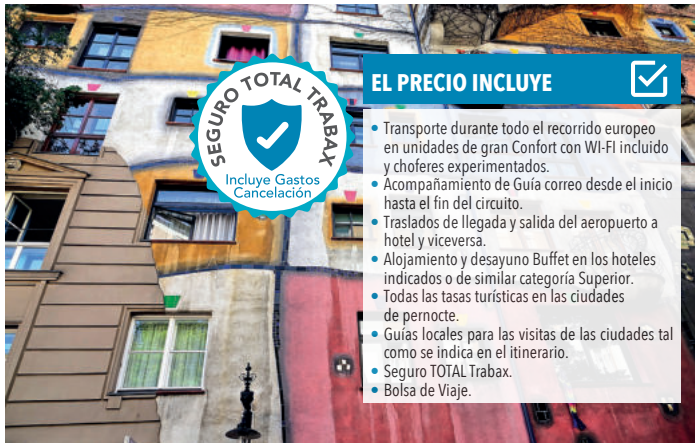 SEGURO TOTAL TRABAX
Incluye Gastos
Cancelación
EL PRECIO INCLUYE
• Transporte durante todo el recorrido europeo
en unidades de gran Confort con WI-FI incluido
y choferes experimentados.
• Acompañamiento de Guía correo desde el inicio
hasta el fin del circuito.
• Traslados de llegada y salida del aeropuerto a
hotel y viceversa.
• Alojamiento y desayuno Buffet en los hoteles
indicados o de similar categoría Superior.
• Todas las tasas turísticas en las ciudades
de pernocte.
• Guías locales para las visitas de las ciudades tal
como se indica en el itinerario.
• Seguro TOTAL Trabax.
• Bolsa de Viaje.